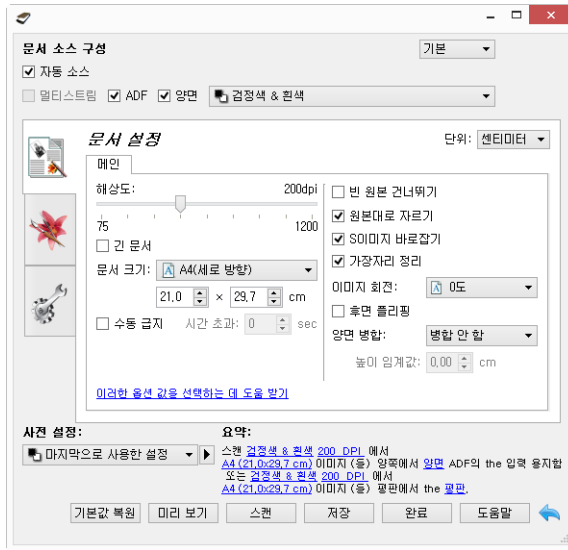 문서 소스 구성
기본
자동 소스
멀티스트림 ADF 양면 검정색 & 흰색
문서 설정
단위: 센티미터
메인
해상도: 200dpi
75 1200
긴 문서
문서 크기: A4(세로 방향)
21,0 × 29,7 cm
수동 급지 시간 초과: 0 sec
빈 원본 건너뛰기
원본대로 자르기
S이미지 바로잡기
가장자리 정리
이미지 회전: 0도
후면 플리핑
양면 병합: 병합 안 함
높이 임계값: 0,00 cm
이러한 옵션 값을 선택하는 데 도움 받기
사전 설정:
마지막으로 사용한 설정
요약:
스캔 검정색 & 흰색 200 DPI 에서
A4 (21,0x29,7 cm) 이미지 (들) 양쪽에서 양면 ADF의 the 입력 용지함
또는 검정색 & 흰색 200 DPI 에서
A4 (21,0x29,7 cm) 이미지 (들) 평판에서 the 평판.
기본값 복원 미리 보기 스캔 저장 완료 도움말